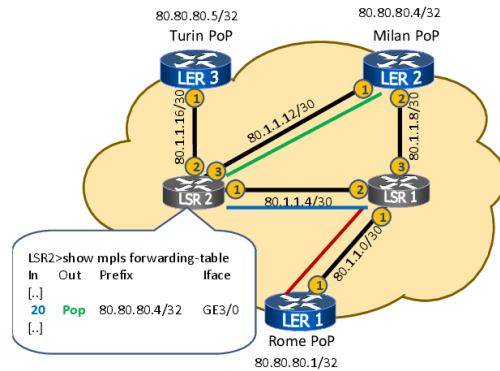 80.80.80.5/32
80.80.80.4/32
Turin PoP
Milan PoP
LER 3
LER 2
1
1
2
80.1.1.16/30
80.1.1.12/30
80.1.1.8/30
2
3
3
LSR 2
1
2
LSR 1
80.1.1.4/30
1
80.1.1.0/30
LSR2>show mpls forwarding-table
In Out Prefix Iface
[..]
20 Pop 80.80.80.4/32 GE3/0
[..]
1
LER 1
Rome PoP
80.80.80.1/32